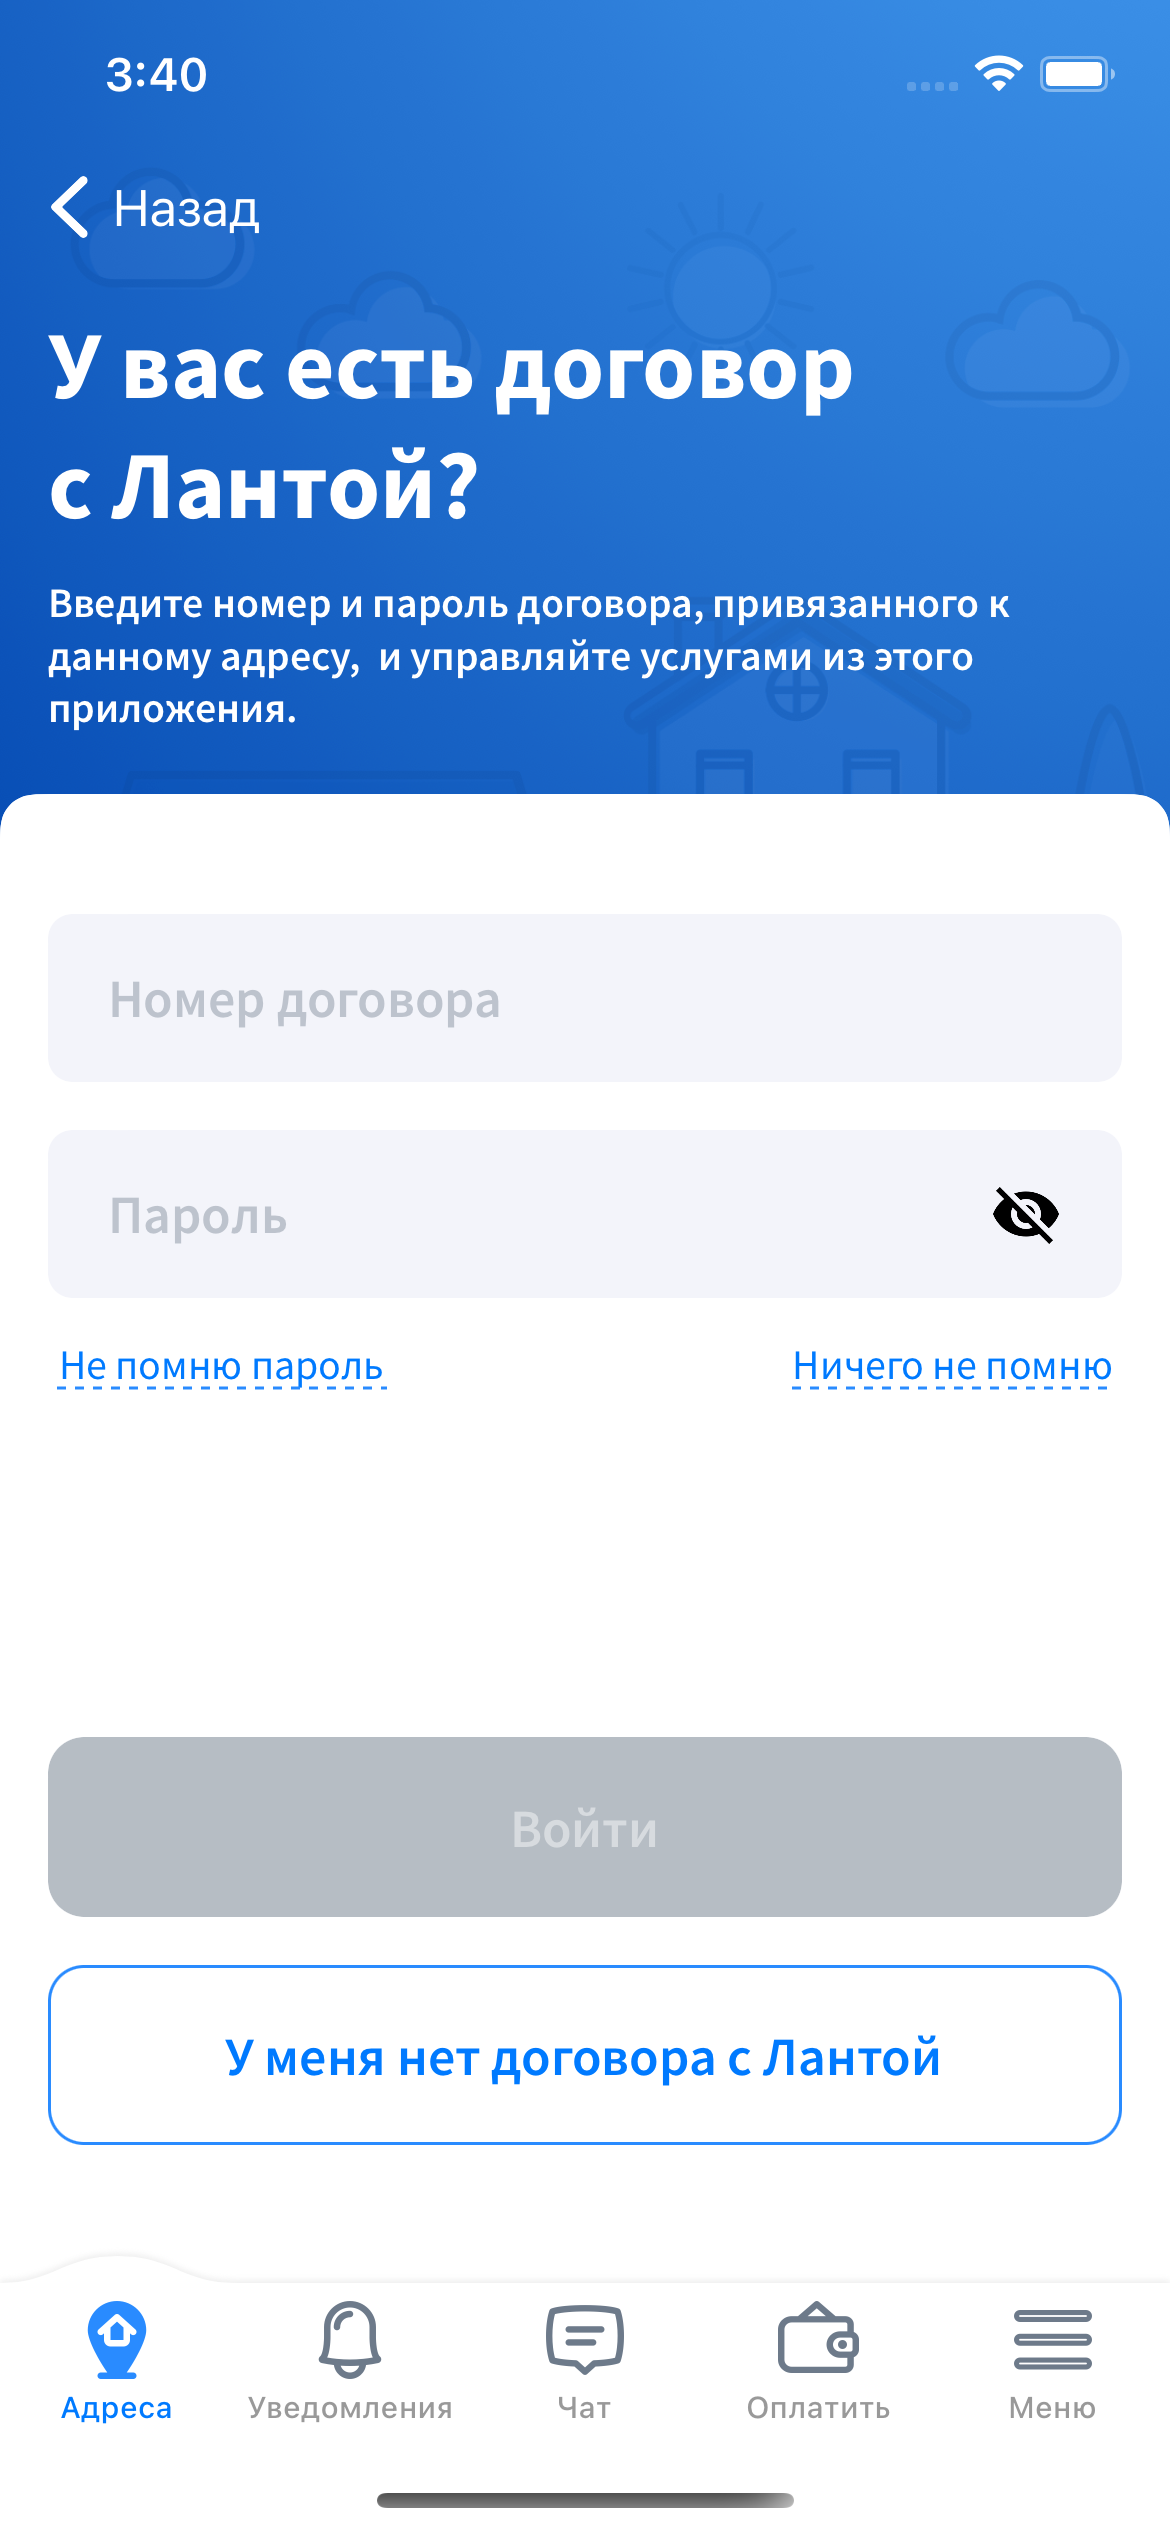 3:40
Назад
У вас есть договор
с Лантой?
Введите номер и пароль договора, привязанного к
данному адресу,  и управляйте услугами из этого
приложения.
Номер договора
Пароль
Не помню пароль
Ничего не помню
Войти
У меня нет договора с Лантой
Адреса
Уведомления
Чат
Оплатить
Меню